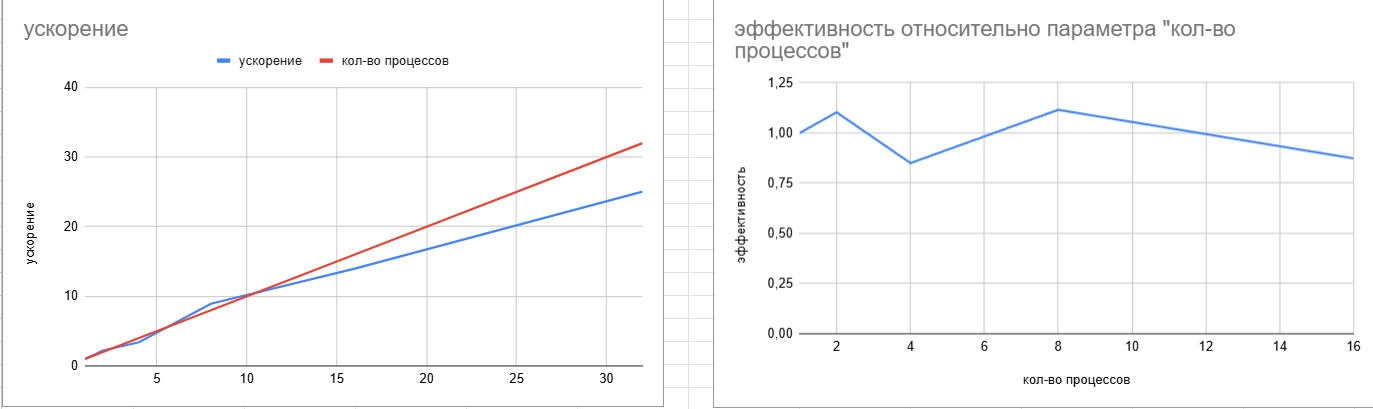 ускорение
ускорение кол-во процессов
40
30
20
10
0
ускорение
5 10 15 20 25 30
эффективность относительно параметра "кол-во
процессов"
1,25
1,00
0,75
0,50
0,25
0,00
эффективность
2 4 6 8 10 12 14 16
кол-во процессов